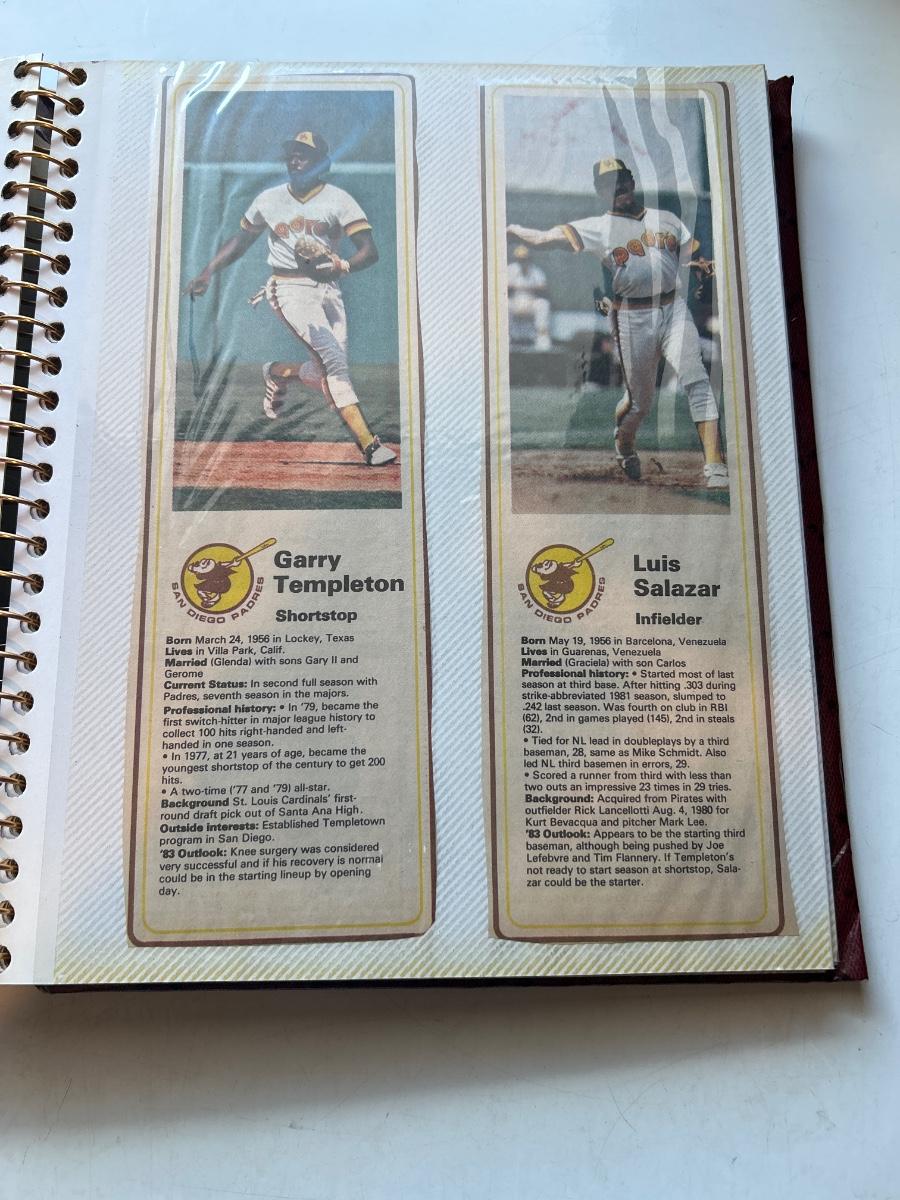 Padres
Garry
Templeton
SAN DIEGO PADRES
Shortstop
Born March 24, 1956 in Lockey, Texas
Lives in Villa Park, Calif.
Married (Glenda) with sons Gary II and
Gerome
Current Status: In second full season with
Padres, seventh season in the majors.
Professional history: • In '79, became the
first switch-hitter in major league history to
collect 100 hits right-handed and left-
handed in one season.
• In 1977, at 21 years of age, became the
youngest shortstop of the century to get 200
hits.
• A two-time ('77 and '79) all-star.
Background St. Louis Cardinals' first-
round draft pick out of Santa Ana High.
Outside interests: Established Templetown
program in San Diego.
'83 Outlook: Knee surgery was considered
very successful and if his recovery is normal
could be in the starting lineup by opening
day.
Padres
Luis
Salazar
SAN DIEGO PADRES
Infielder
Born May 19, 1956 in Barcelona, Venezuela
Lives in Guarenas, Venezuela
Married (Graciela) with son Carlos
Professional history: • Started most of last
season at third base. After hitting .303 during
strike-abbreviated 1981 season, slumped to
.242 last season. Was fourth on club in RBI
(62), 2nd in games played (145), 2nd in steals
(32).
• Tied for NL lead in doubleplays by a third
baseman, 28, same as Mike Schmidt. Also
led NL third basemen in errors, 29.
• Scored a runner from third with less than
two outs an impressive 23 times in 29 tries.
Background: Acquired from Pirates with
outfielder Rick Lancellotti Aug. 4, 1980 for
Kurt Bevacqua and pitcher Mark Lee.
'83 Outlook: Appears to be the starting third
baseman, although being pushed by Joe
Lefebvre and Tim Flannery. If Templeton's
not ready to start season at shortstop, Sala-
zar could be the starter.